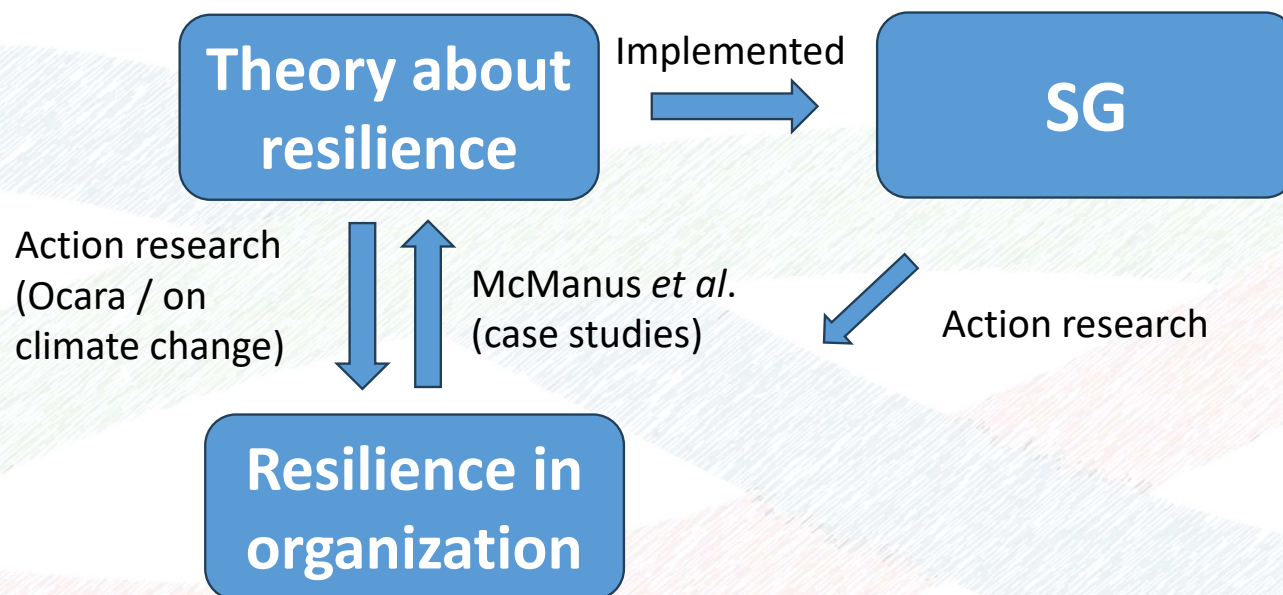 Theory about
resilience
Implemented
SG
Action research
(Ocara / on
climate change)
McManus et al.
(case studies)
Action research
Resilience in
organization